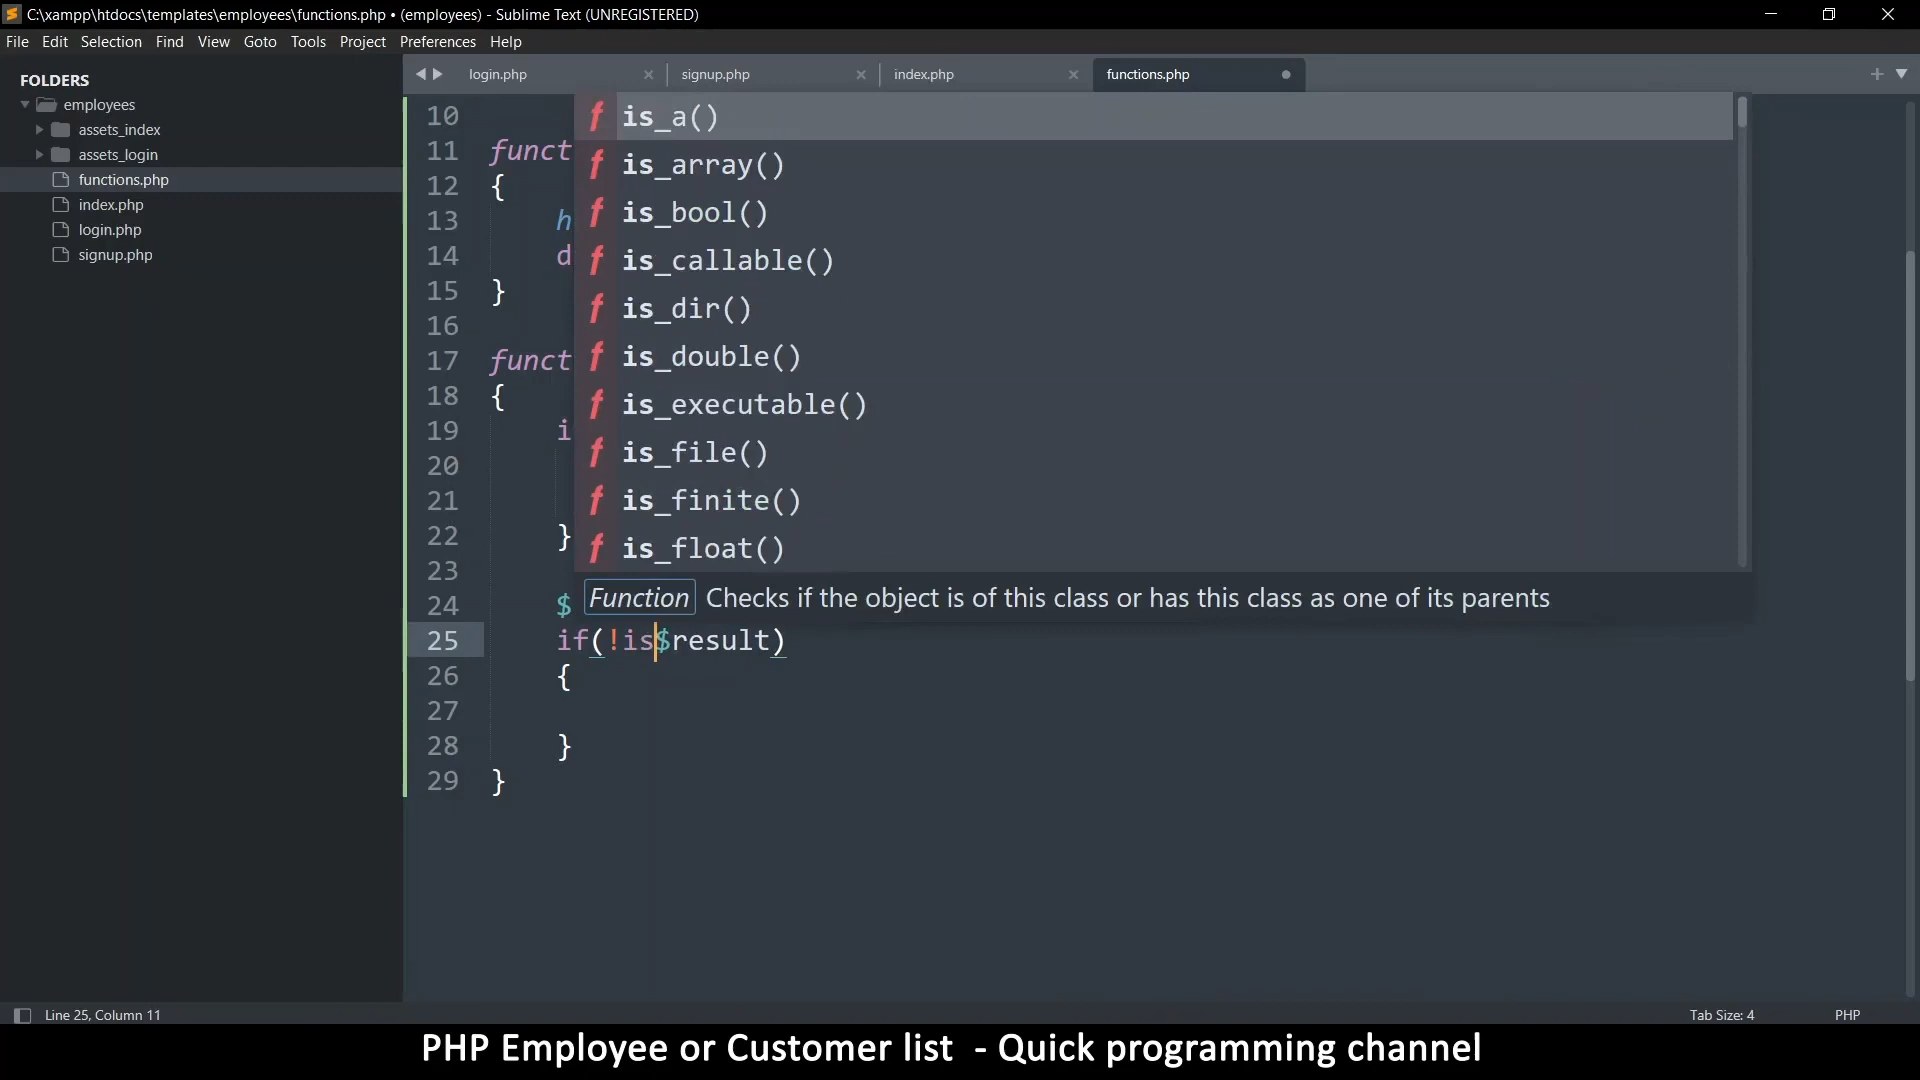 C:\xampp\htdocs\templates\employees\functions.php • (employees) - Sublime Text (UNREGISTERED)
File Edit Selection Find View Goto Tools Project Preferences Help
FOLDERS
employees
assets_index
assets_login
functions.php
index.php
login.php
signup.php
login.php signup.php index.php functions.php
10
11 funct
12 {
13 h
14 d
15 }
16
17 funct
18 {
19 i
20
21
22 }
23
24 $
25 if(!is$result)
26 {
27
28 }
29 }
f is_a()
f is_array()
f is_bool()
f is_callable()
f is_dir()
f is_double()
f is_executable()
f is_file()
f is_finite()
f is_float()
Function Checks if the object is of this class or has this class as one of its parents
Line 25, Column 11 Tab Size: 4 PHP
PHP Employee or Customer list - Quick programming channel